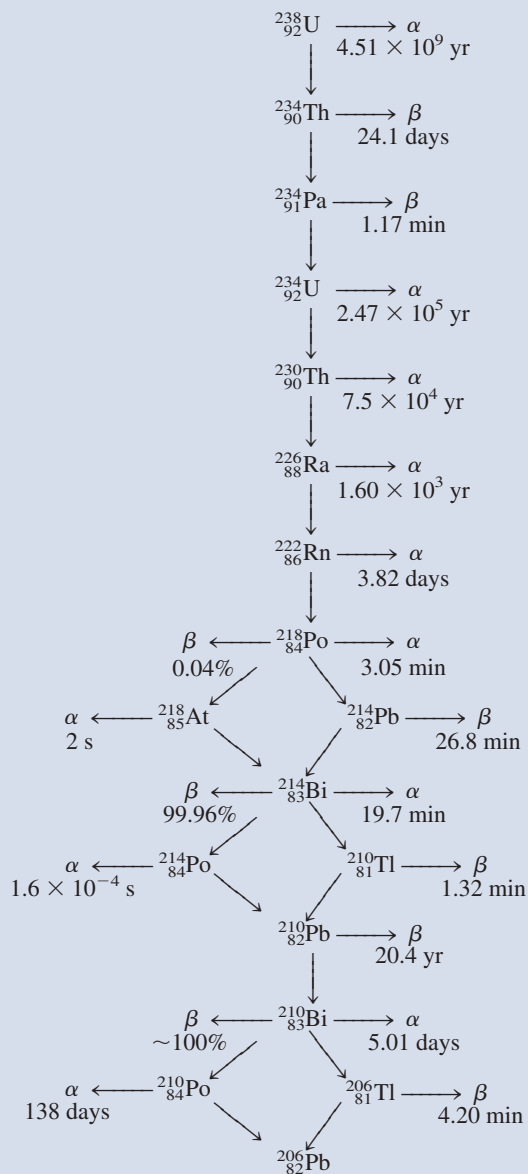 ²³⁸₉₂U ⟶ α
4.51 × 10⁹ yr
²³⁴₉₀Th ⟶ β
24.1 days
²³⁴₉₁Pa ⟶ β
1.17 min
²³⁴₉₂U ⟶ α
2.47 × 10⁵ yr
²³⁰₉₀Th ⟶ α
7.5 × 10⁴ yr
²²⁶₈₈Ra ⟶ α
1.60 × 10³ yr
²²²₈₆Rn ⟶ α
3.82 days
β ⟵ ²¹⁸₈₄Po ⟶ α
0.04% 3.05 min
α ⟵ ²¹⁸₈₅At ²¹⁴₈₂Pb ⟶ β
2 s 26.8 min
β ⟵ ²¹⁴₈₃Bi ⟶ α
99.96% 19.7 min
α ⟵ ²¹⁴₈₄Po ²¹⁰₈₁Tl ⟶ β
1.6 × 10⁻⁴ s 1.32 min
²¹⁰₈₂Pb ⟶ β
20.4 yr
β ⟵ ²¹⁰₈₃Bi ⟶ α
~100% 5.01 days
α ⟵ ²¹⁰₈₄Po ²⁰⁶₈₁Tl ⟶ β
138 days 4.20 min
²⁰⁶₈₂Pb